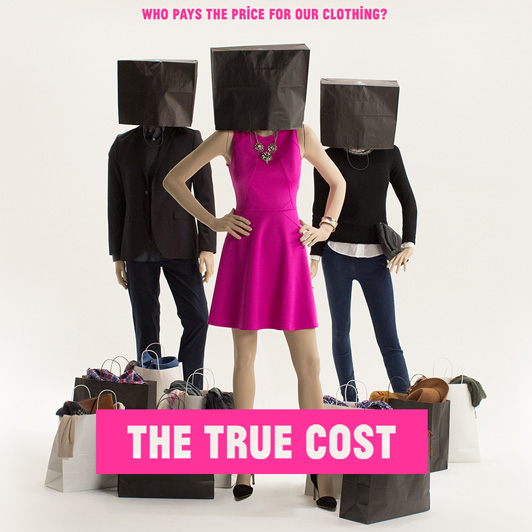 WHO PAYS THE PRICE FOR OUR CLOTHING?
THE TRUE COST